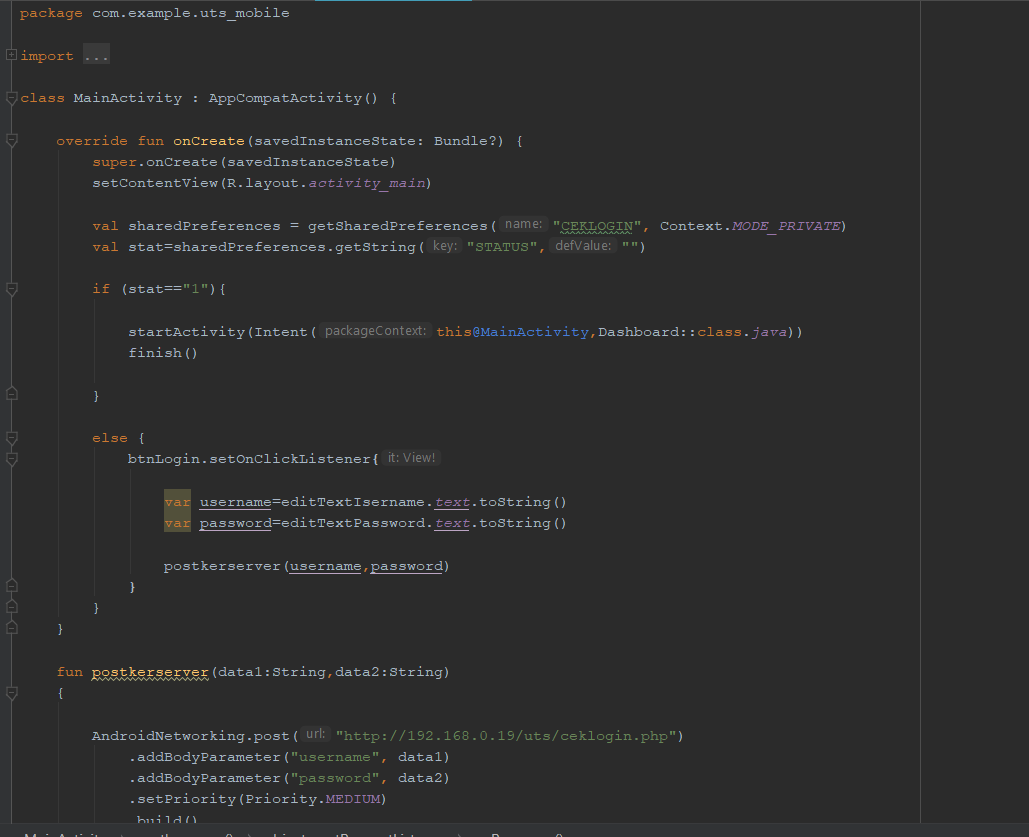 package com.example.uts_mobile
import ...
class MainActivity : AppCompatActivity() {
override fun onCreate(savedInstanceState: Bundle?) {
super.onCreate(savedInstanceState)
setContentView(R.layout.activity_main)
val sharedPreferences = getSharedPreferences( name: "CEKLOGIN", Context.MODE_PRIVATE)
val stat=sharedPreferences.getString( key: "STATUS", defValue: "")
if (stat=="1"){
startActivity(Intent( packageContext: this@MainActivity,Dashboard::class.java))
finish()
}
else {
btnLogin.setOnClickListener{ it: View!
var username=editTextIsername.text.toString()
var password=editTextPassword.text.toString()
postkerserver(username,password)
}
}
}
fun postkerserver(data1:String,data2:String)
{
AndroidNetworking.post( url: "http://192.168.0.19/uts/ceklogin.php")
.addBodyParameter("username", data1)
.addBodyParameter("password", data2)
.setPriority(Priority.MEDIUM)
.build()